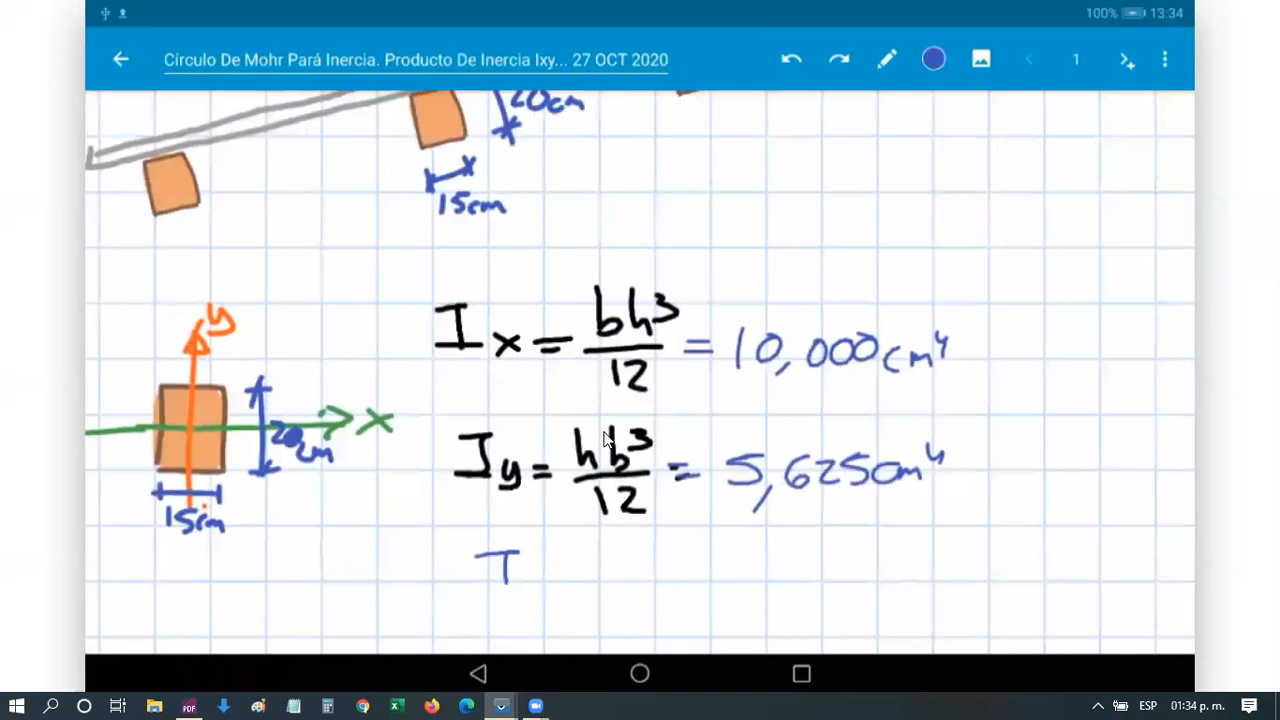 100% 13:34
Círculo De Mohr Pará Inercia. Producto De Inercia Ixy... 27 OCT 2020
1
20cm
15cm
y
x
20cm
15cm
Ix = bh³/12 = 10,000cm⁴
Iy = hb³/12 = 5,625cm⁴
ESP 01:34 p. m.